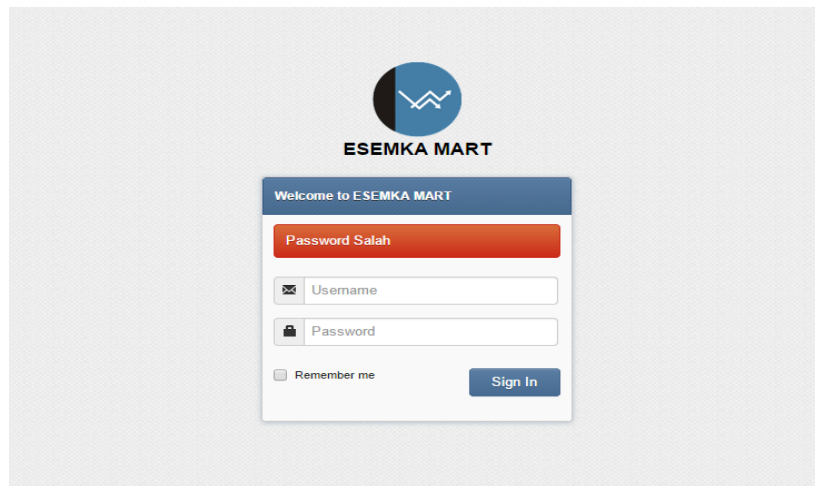 ESEMKA MART
Welcome to ESEMKA MART
Password Salah
Username
Password
Remember me
Sign In